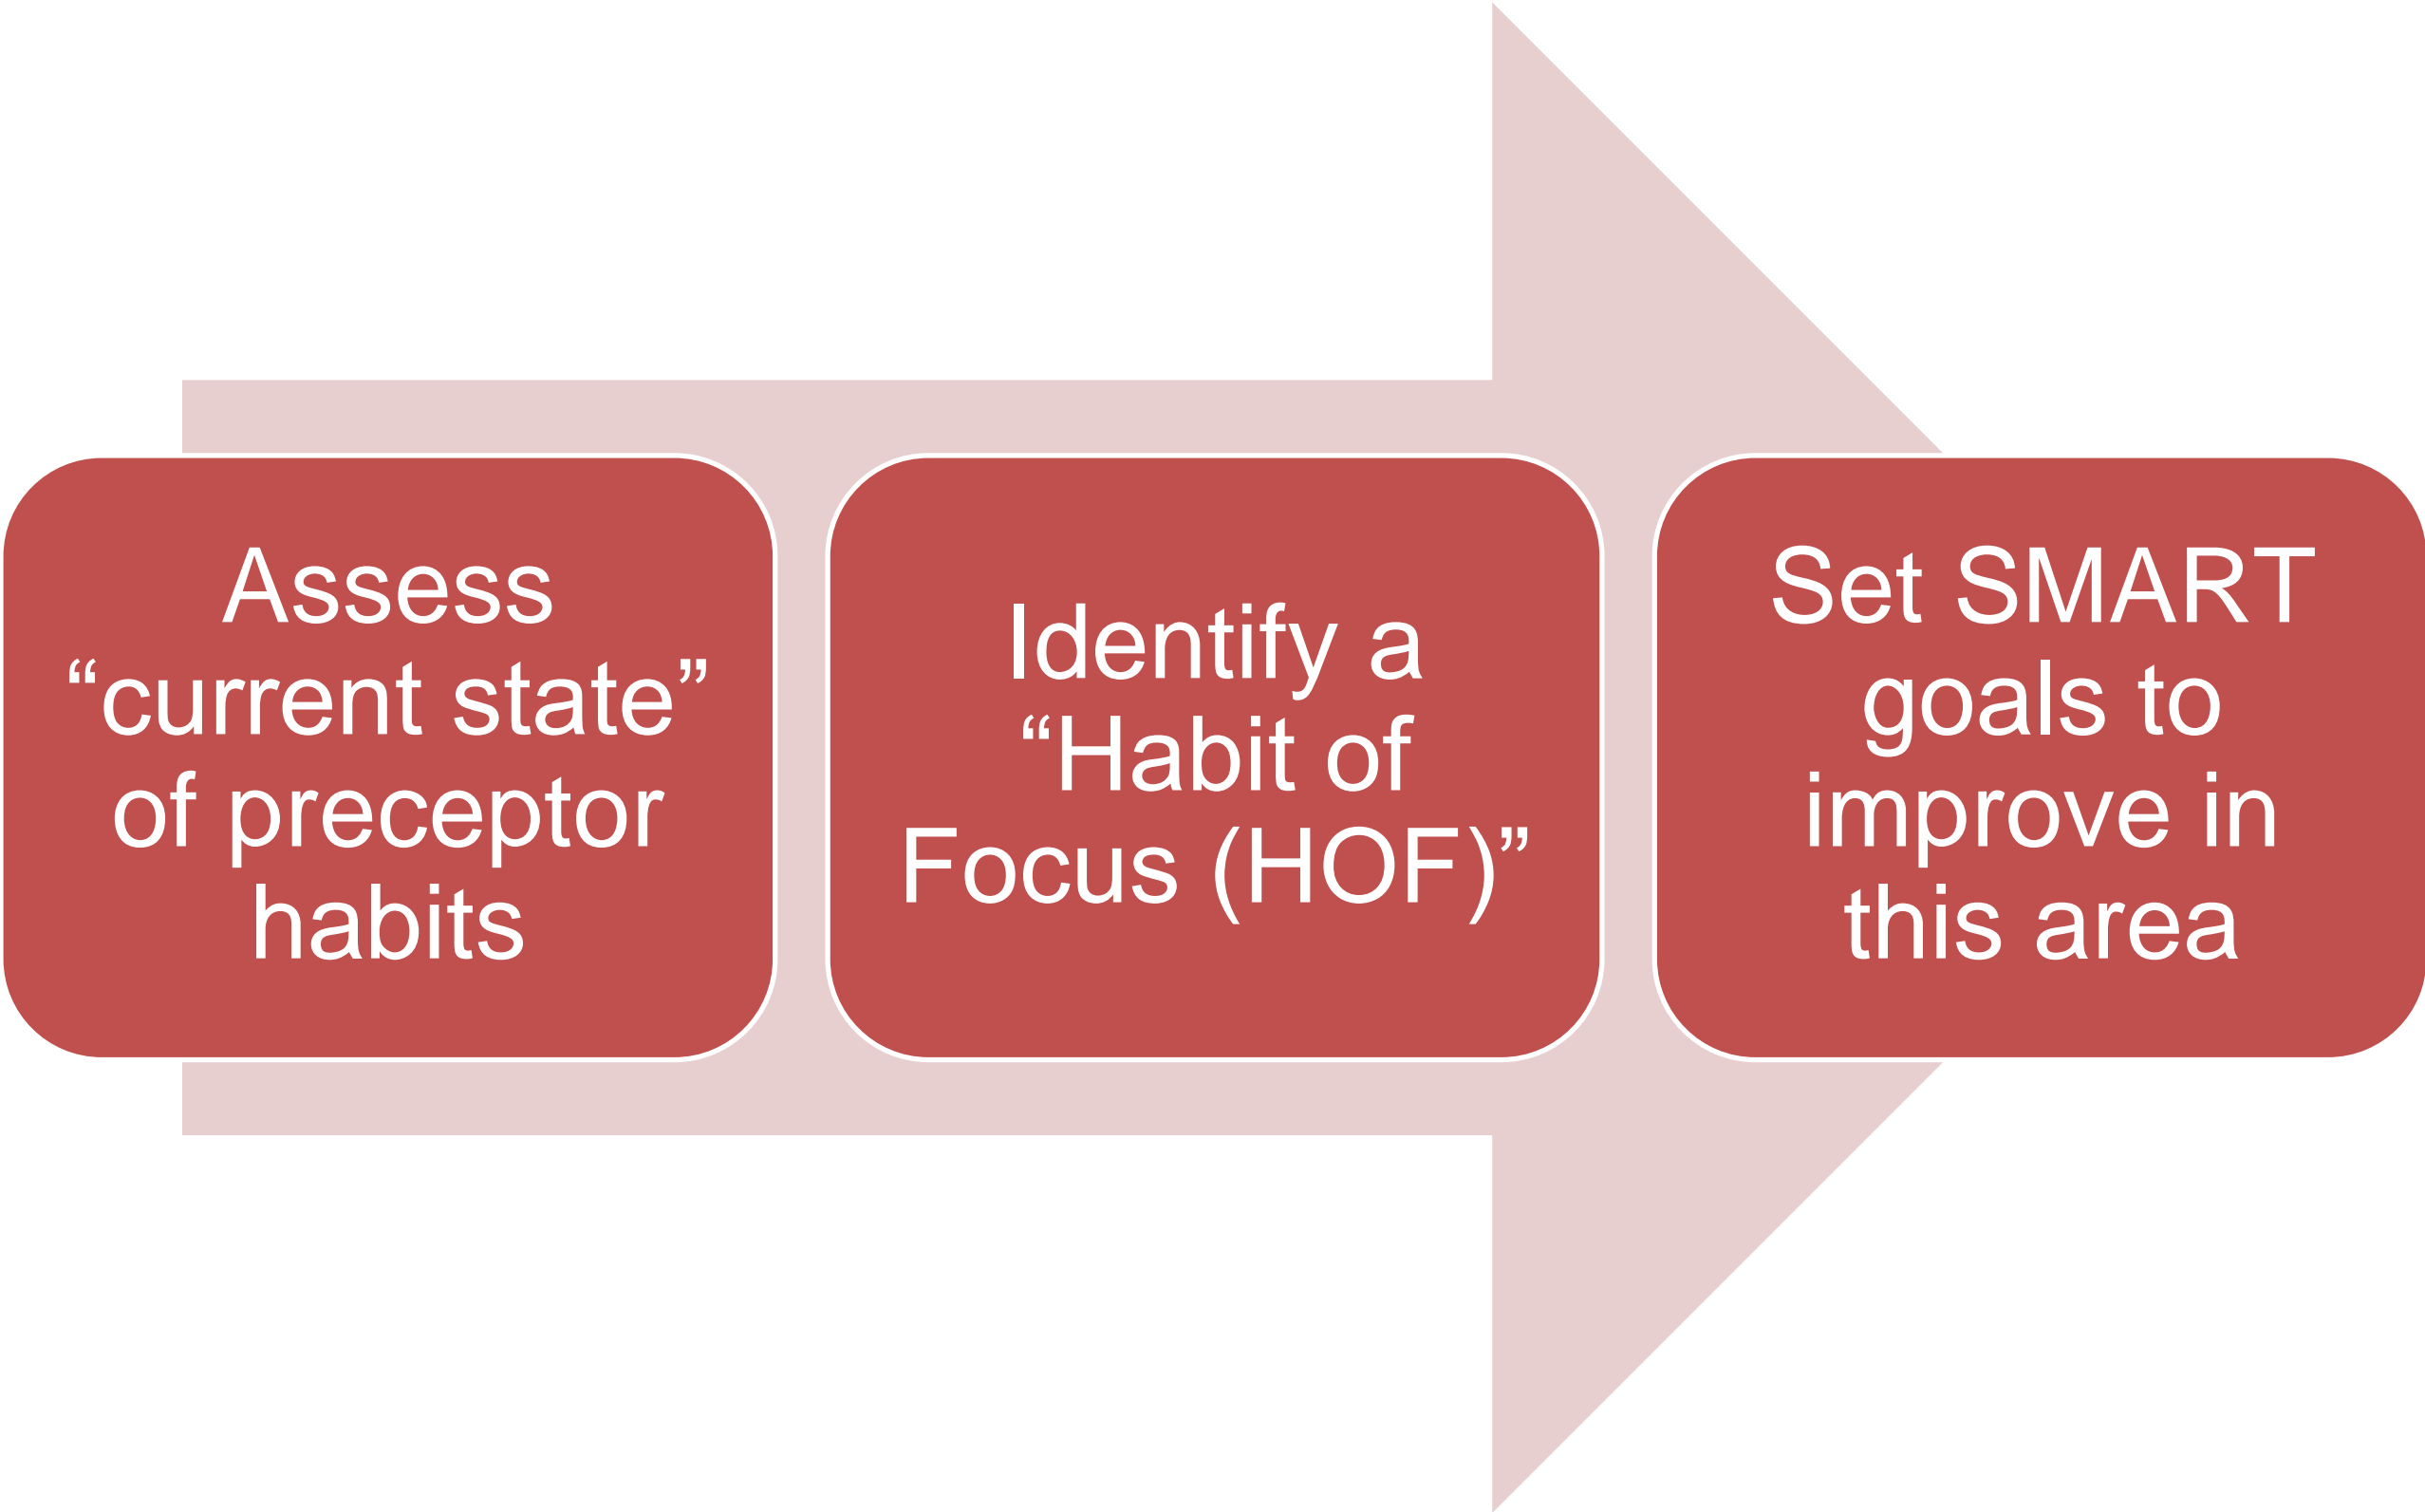 Assess
“current state”
of preceptor
habits
Identify a
“Habit of
Focus (HOF)”
Set SMART
goals to
improve in
this area